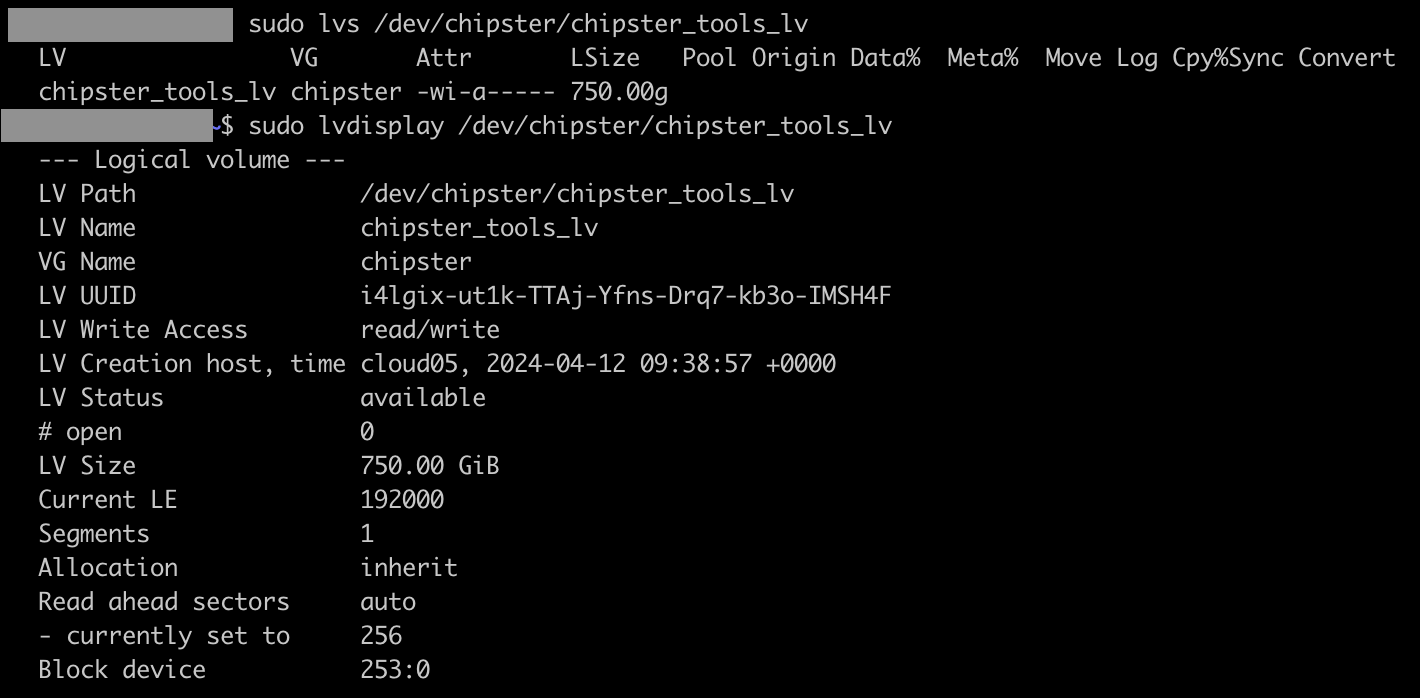 sudo lvs /dev/chipster/chipster_tools_lv
LV VG Attr LSize Pool Origin Data% Meta% Move Log Cpy%Sync Convert
chipster_tools_lv chipster -wi-a----- 750.00g
~$ sudo lvdisplay /dev/chipster/chipster_tools_lv
--- Logical volume ---
LV Path /dev/chipster/chipster_tools_lv
LV Name chipster_tools_lv
VG Name chipster
LV UUID i4lgix-ut1k-TTAj-Yfns-Drq7-kb3o-IMSH4F
LV Write Access read/write
LV Creation host, time cloud05, 2024-04-12 09:38:57 +0000
LV Status available
# open 0
LV Size 750.00 GiB
Current LE 192000
Segments 1
Allocation inherit
Read ahead sectors auto
- currently set to 256
Block device 253:0